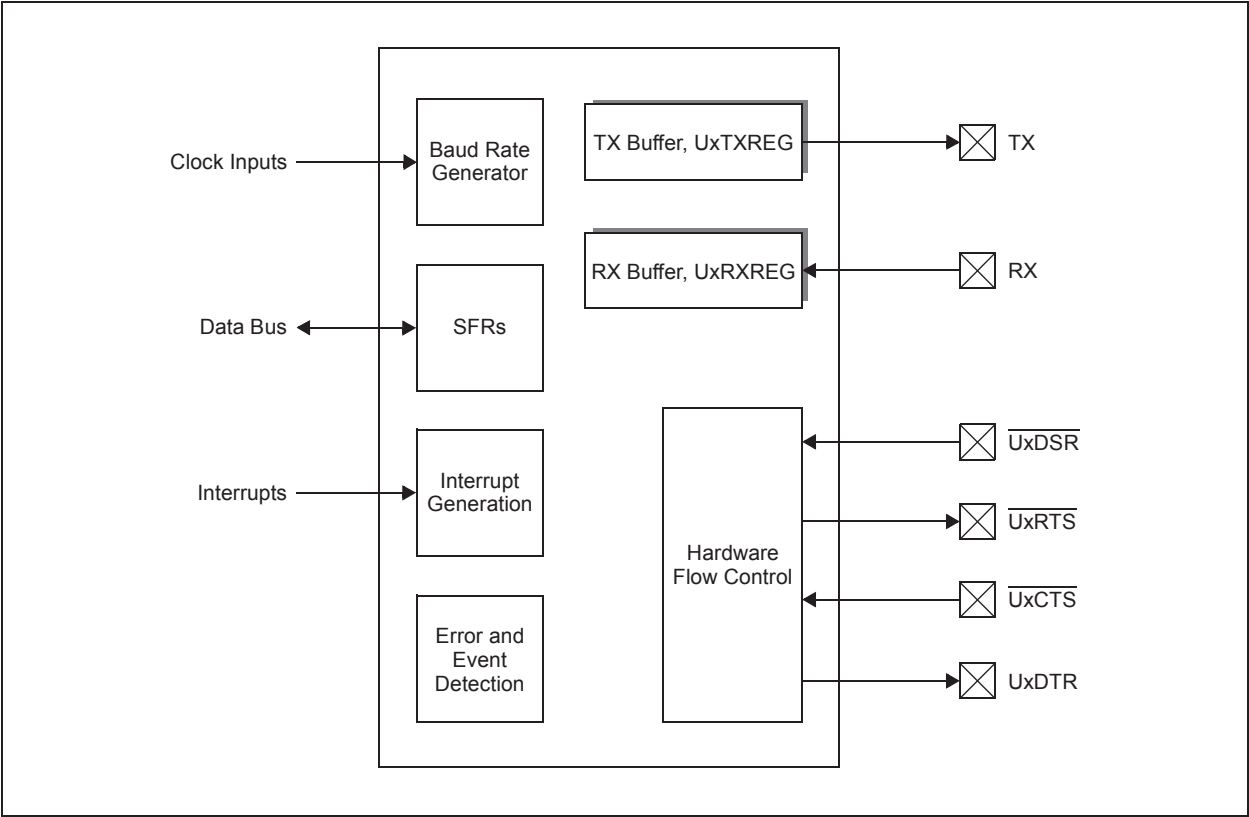 Clock Inputs
Baud Rate
Generator
TX Buffer, UxTXREG
TX
RX Buffer, UxRXREG
RX
Data Bus
SFRs
Interrupts
Interrupt
Generation
Error and
Event
Detection
Hardware
Flow Control
UxDSR
UxRTS
UxCTS
UxDTR